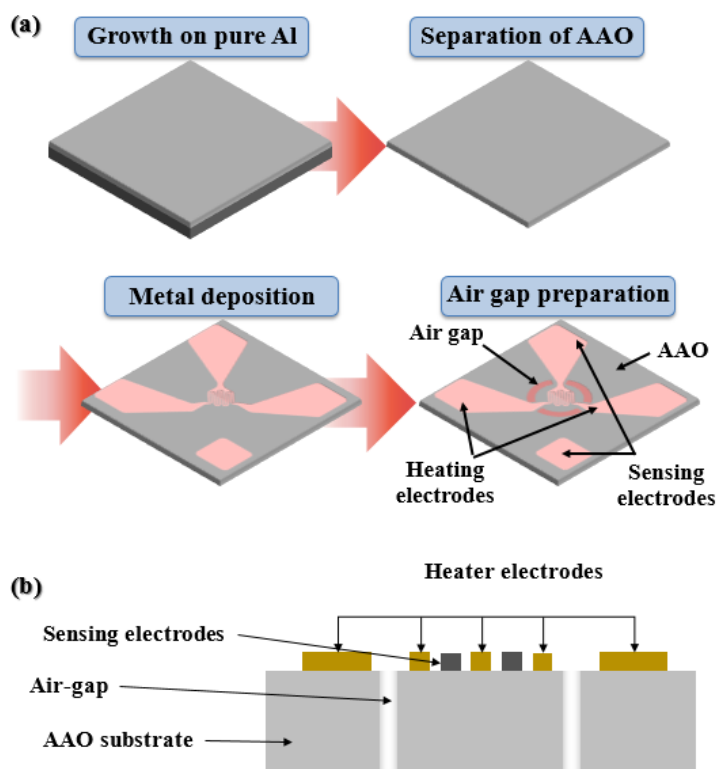 (a)
Growth on pure Al
Separation of AAO
Metal deposition
Air gap preparation
Air gap
AAO
Heating
electrodes
Sensing
electrodes
(b)
Heater electrodes
Sensing electrodes
Air-gap
AAO substrate